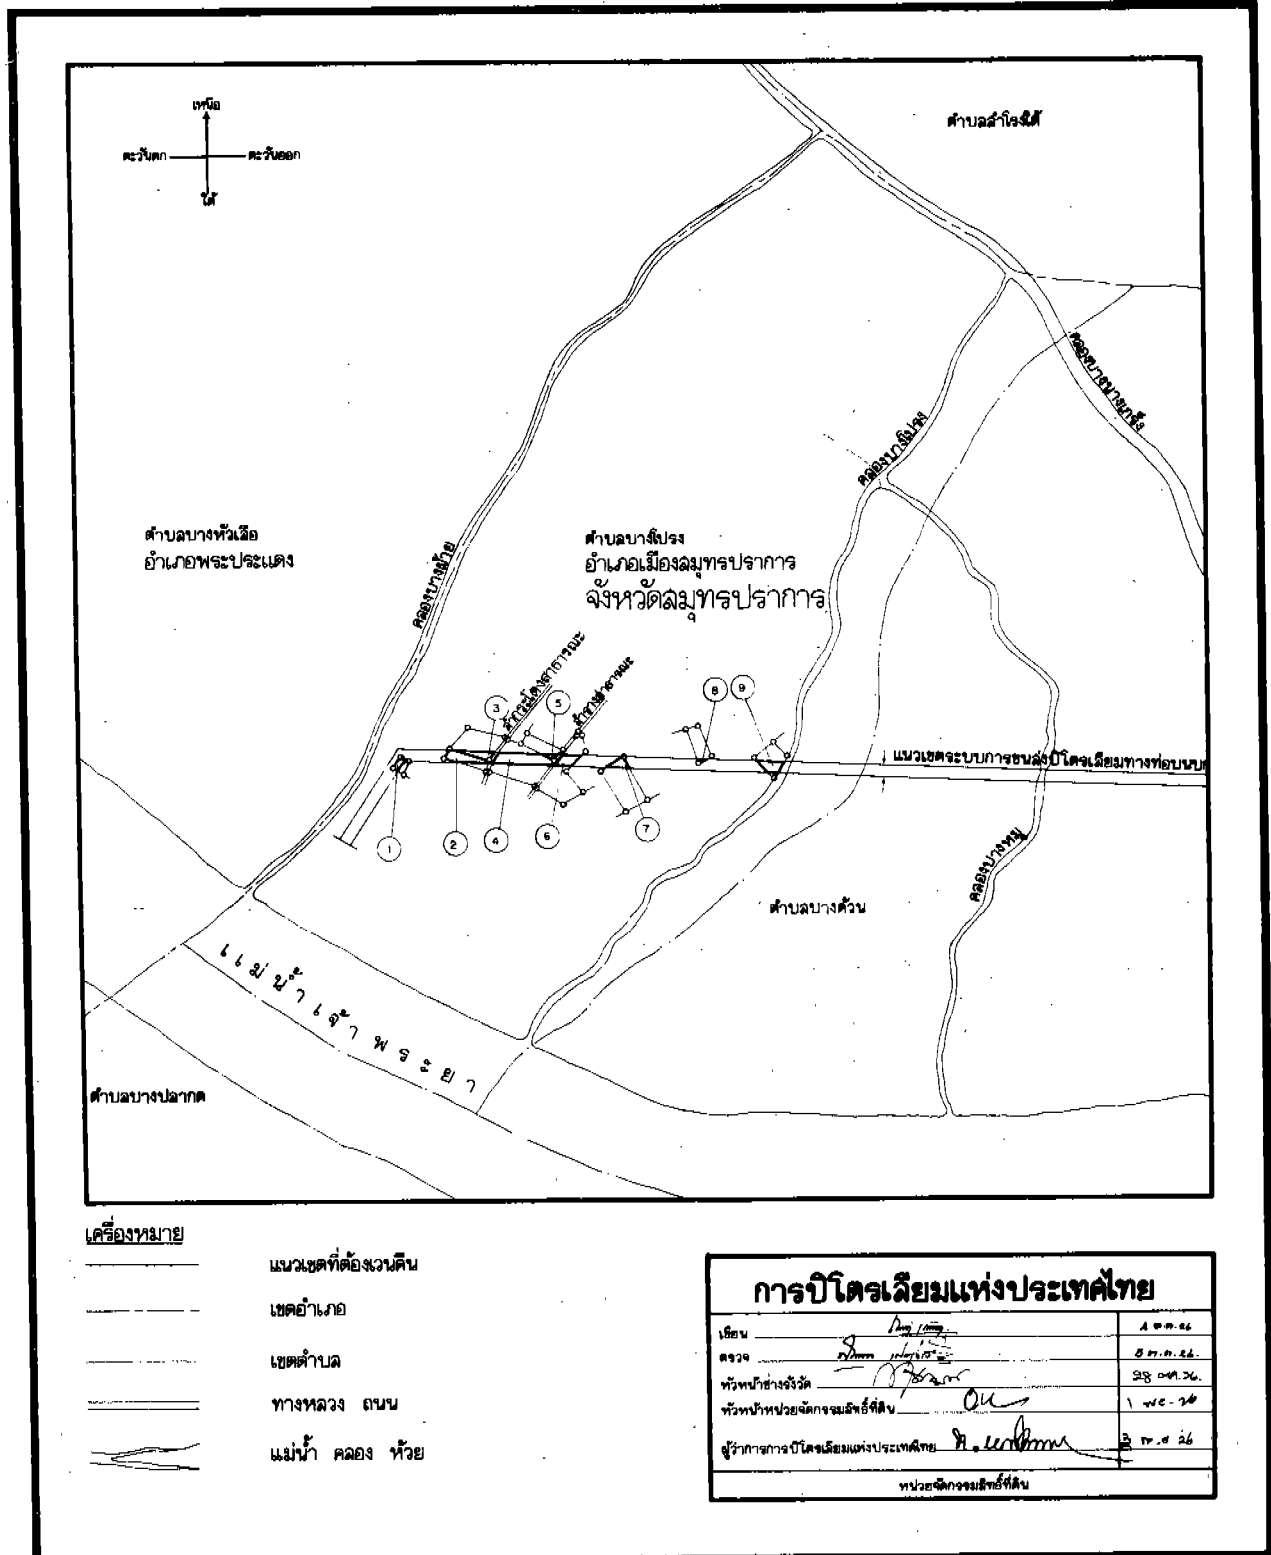 เหนือ
ตะวันตก
ตะวันออก
ใต้
ตำบลสำโรงใต้
คลองบางนางเกร็ง
คลองบางโปรง
ตำบลบางหัวเสือ
อำเภอพระประแดง
คลองบางฝ้าย
ตำบลบางโปรง
อำเภอเมืองสมุทรปราการ
จังหวัดสมุทรปราการ
ลำกระโดงสาธารณะ
ลำรางสาธารณะ
3
5
8
9
แนวเขตระบบการขนส่งปิโตรเลียมทางท่อบนบก
1
2
4
6
7
คลองบางหมู
ตำบลบางด้วน
แม่น้ำเจ้าพระยา
ตำบลบางปลากด
เครื่องหมาย
แนวเขตที่ต้องเวนคืน
เขตอำเภอ
เขตตำบล
ทางหลวง ถนน
แม่น้ำ คลอง ห้วย
การปิโตรเลียมแห่งประเทศไทย
เขียน
ตรวจ
หัวหน้าช่างรังวัด
หัวหน้าหน่วยจัดกรรมสิทธิ์ที่ดิน
ผู้ว่าการการปิโตรเลียมแห่งประเทศไทย
หน่วยจัดกรรมสิทธิ์ที่ดิน